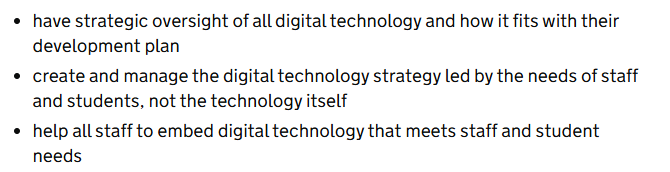 • have strategic oversight of all digital technology and how it fits with their
development plan
• create and manage the digital technology strategy led by the needs of staff
and students, not the technology itself
• help all staff to embed digital technology that meets staff and student
needs